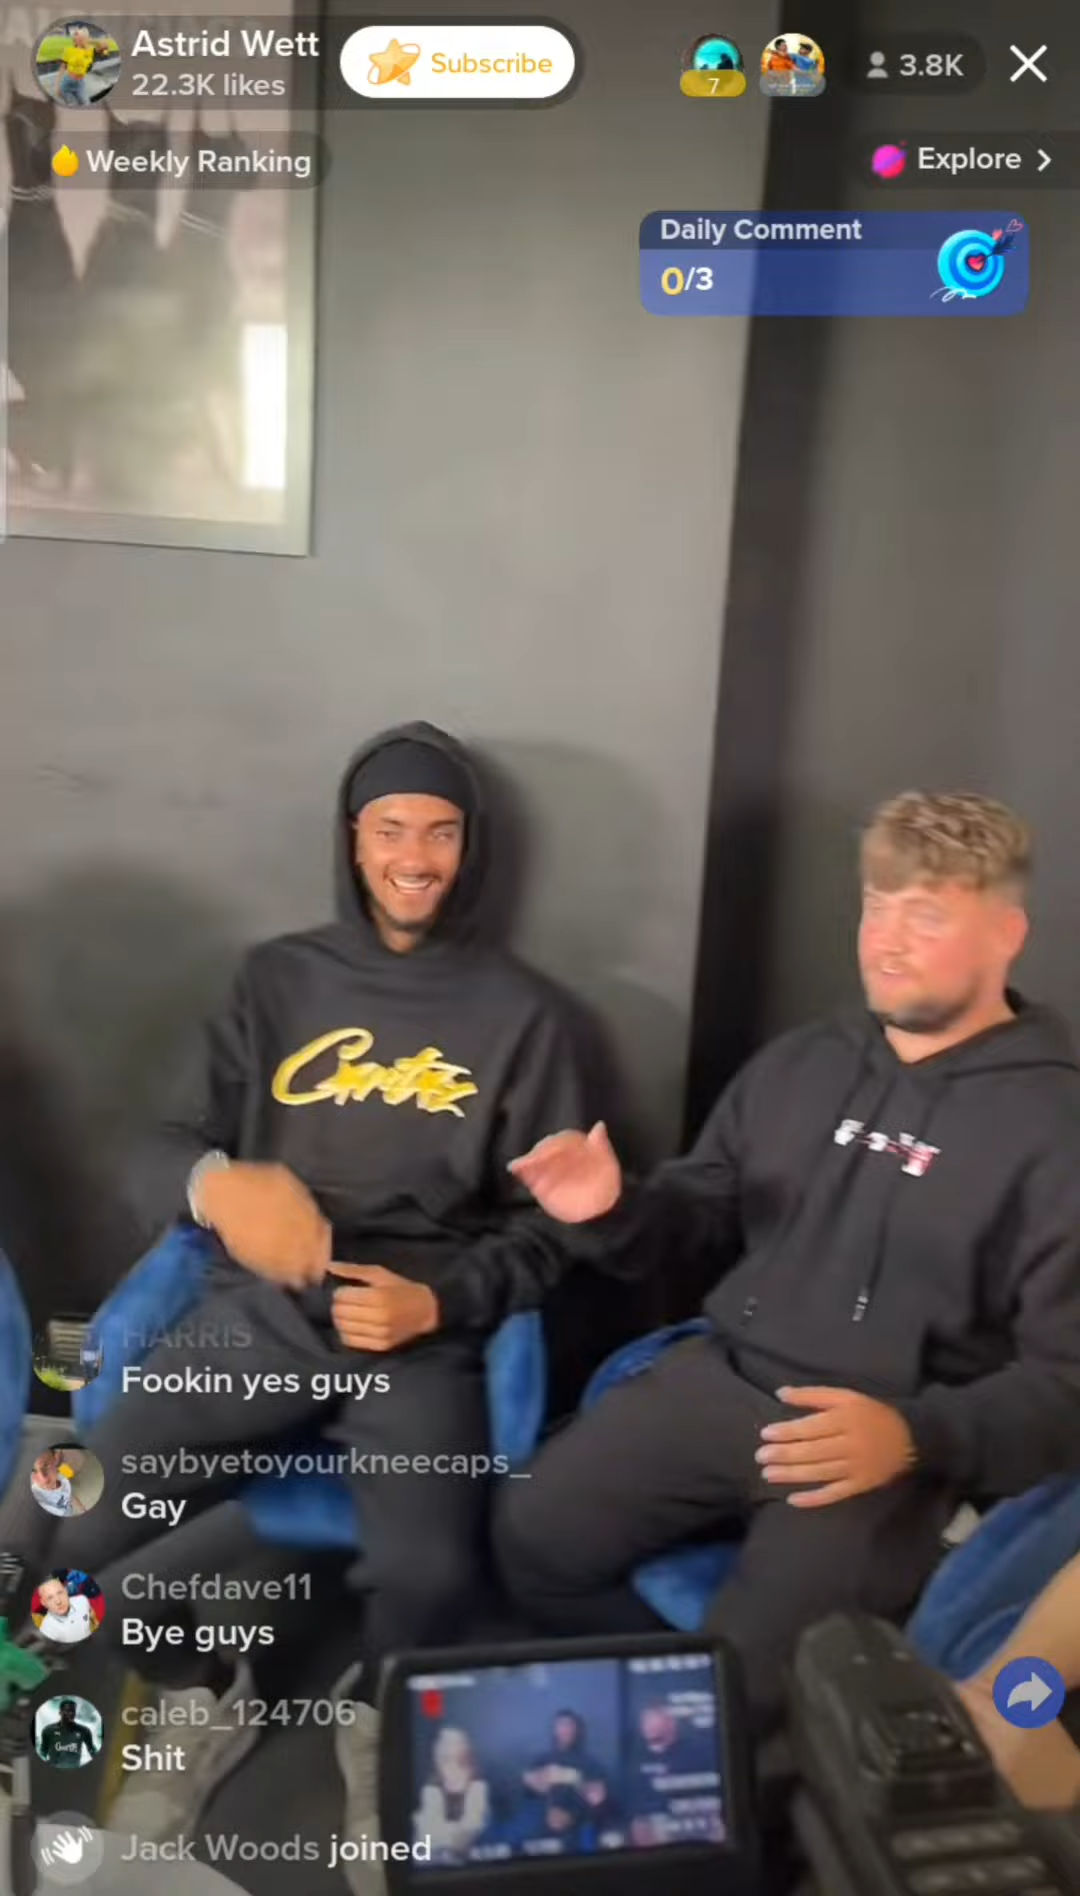 Astrid Wett
22.3K likes
Subscribe
7
3.8K
Weekly Ranking
Explore
Daily Comment
0/3
HARRIS
Fookin yes guys
saybyetoyourkneecaps_
Gay
Chefdave11
Bye guys
caleb_124706
Shit
Jack Woods joined